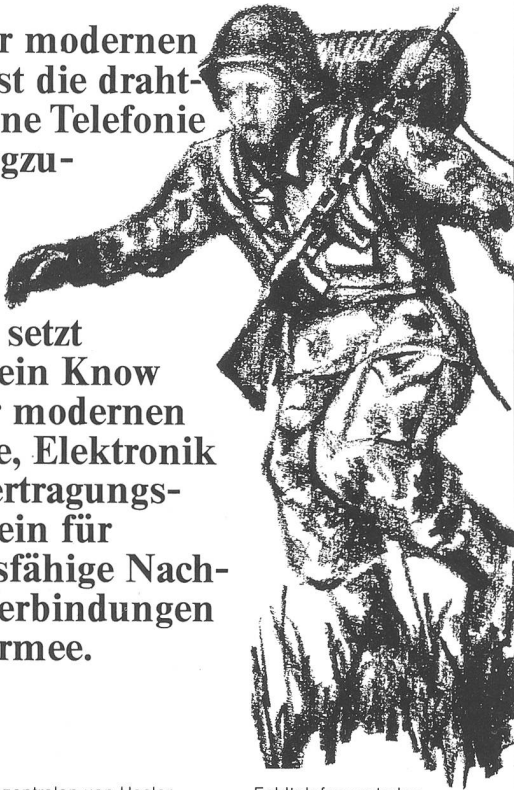 r modernen
st die draht-
ne Telefonie
gzu-
setzt
ein Know
r modernen
e, Elektronik
ertragungs-
ein für
sfähige Nach-
erbindungen
rmee.